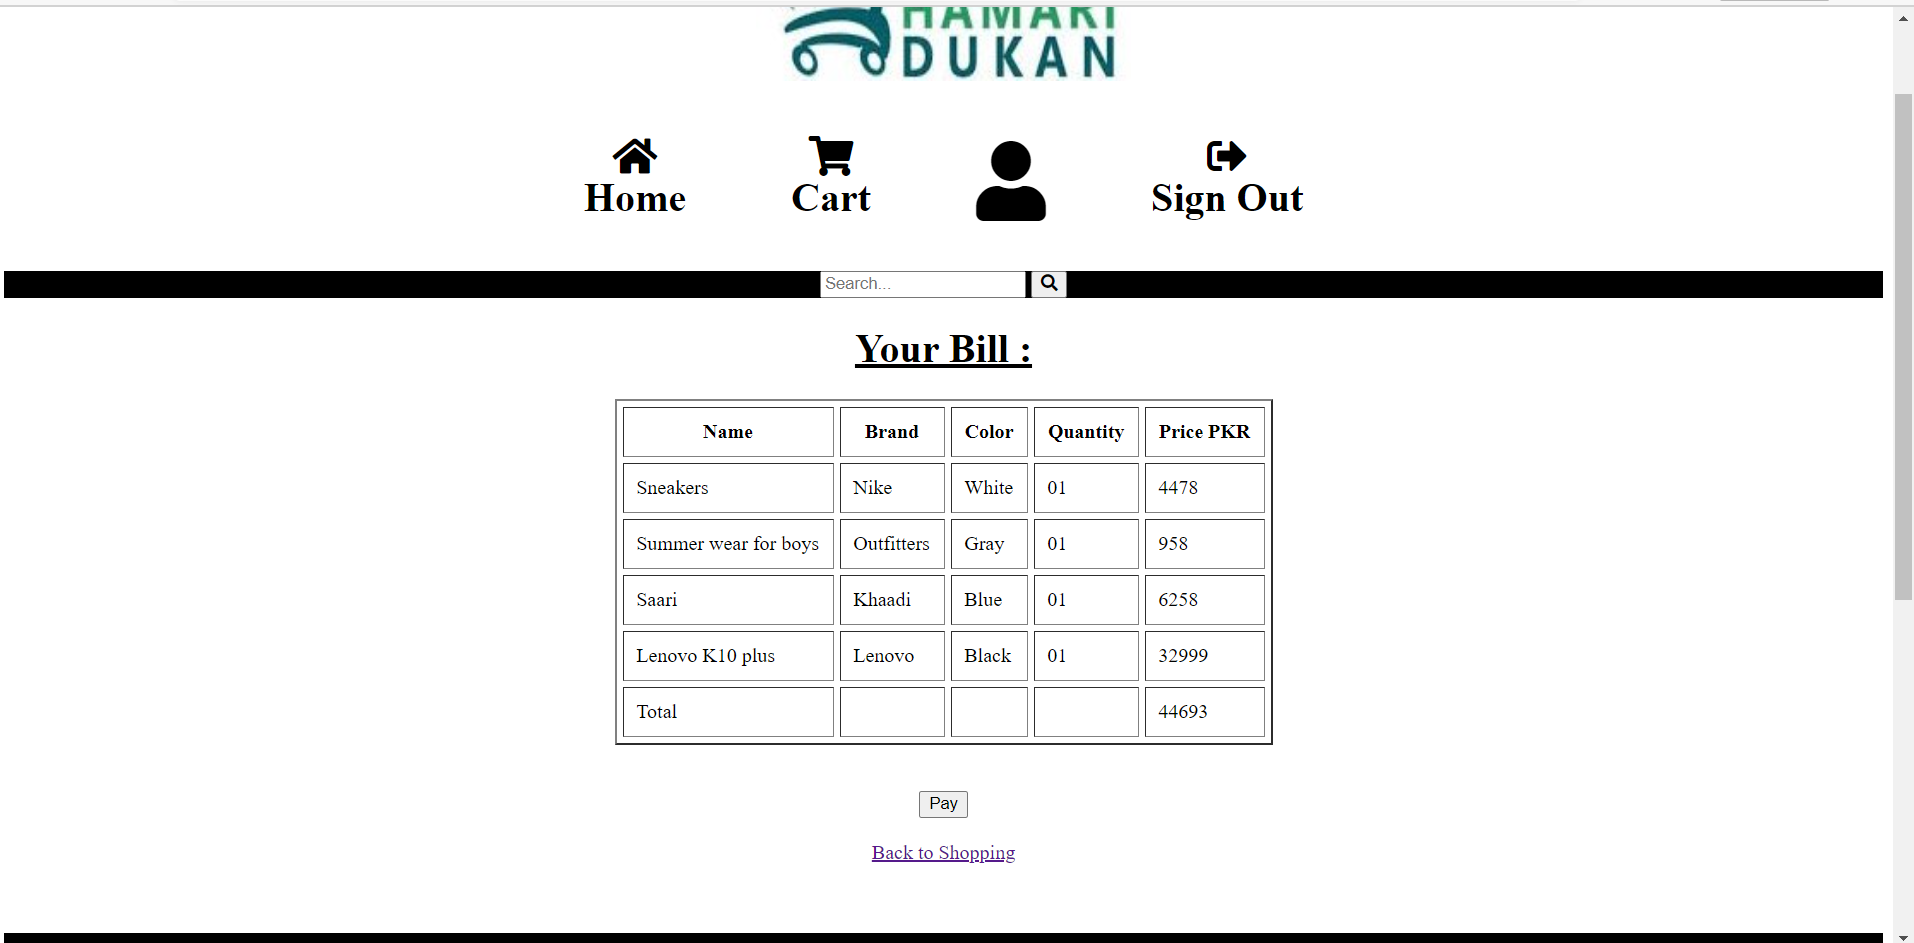 HAMARI
DUKAN
Home Cart Sign Out
Search...
Your Bill :
Name Brand Color Quantity Price PKR
Sneakers Nike White 01 4478
Summer wear for boys Outfitters Gray 01 958
Saari Khaadi Blue 01 6258
Lenovo K10 plus Lenovo Black 01 32999
Total 44693
Pay
Back to Shopping